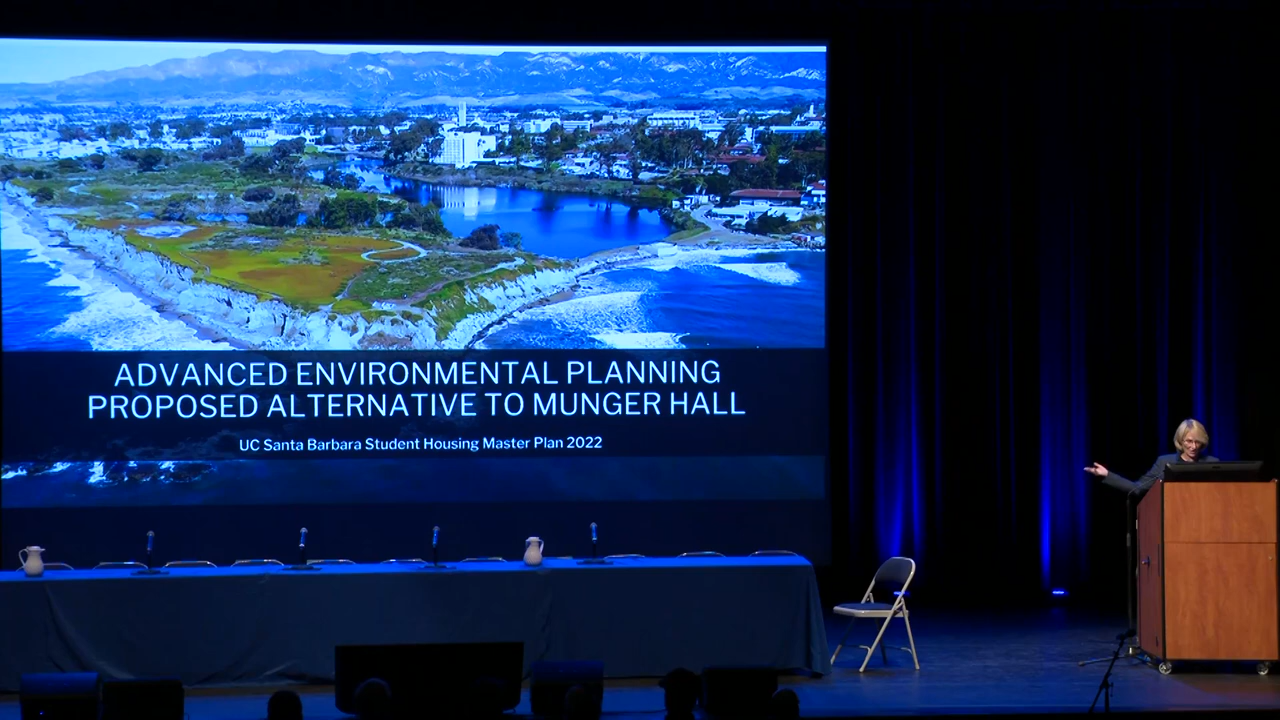 ADVANCED ENVIRONMENTAL PLANNING
PROPOSED ALTERNATIVE TO MUNGER HALL
UC Santa Barbara Student Housing Master Plan 2022